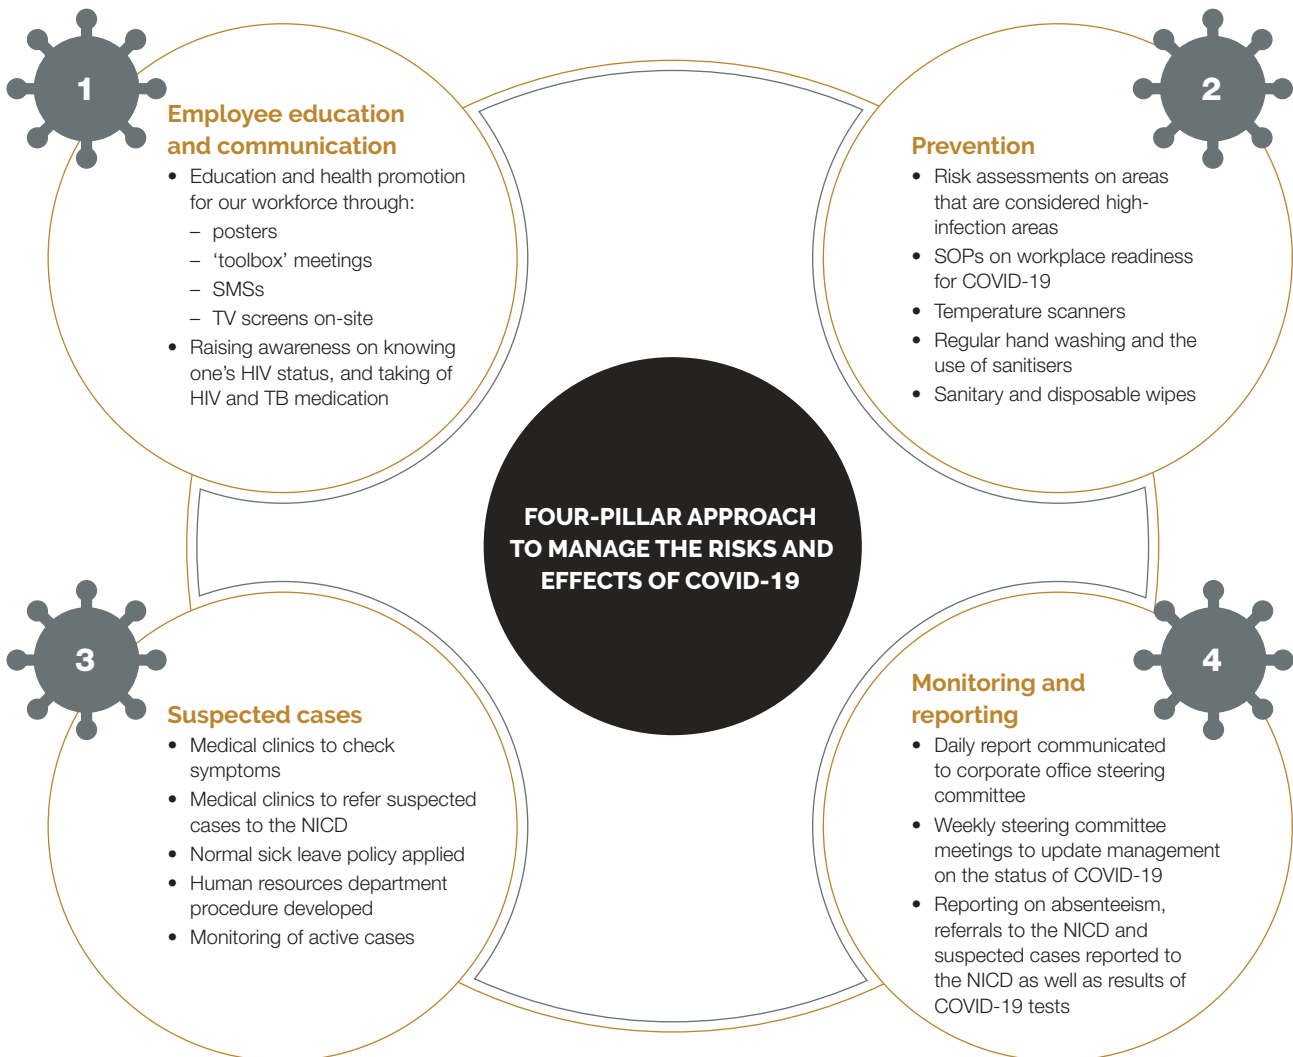 1
Employee education
and communication
• Education and health promotion
for our workforce through:
– posters
– ‘toolbox’ meetings
– SMSs
– TV screens on-site
• Raising awareness on knowing
one’s HIV status, and taking of
HIV and TB medication
2
Prevention
• Risk assessments on areas
that are considered high-
infection areas
• SOPs on workplace readiness
for COVID-19
• Temperature scanners
• Regular hand washing and the
use of sanitisers
• Sanitary and disposable wipes
FOUR-PILLAR APPROACH
TO MANAGE THE RISKS AND
EFFECTS OF COVID-19
3
Suspected cases
• Medical clinics to check
symptoms
• Medical clinics to refer suspected
cases to the NICD
• Normal sick leave policy applied
• Human resources department
procedure developed
• Monitoring of active cases
4
Monitoring and
reporting
• Daily report communicated
to corporate office steering
committee
• Weekly steering committee
meetings to update management
on the status of COVID-19
• Reporting on absenteeism,
referrals to the NICD and
suspected cases reported to
the NICD as well as results of
COVID-19 tests